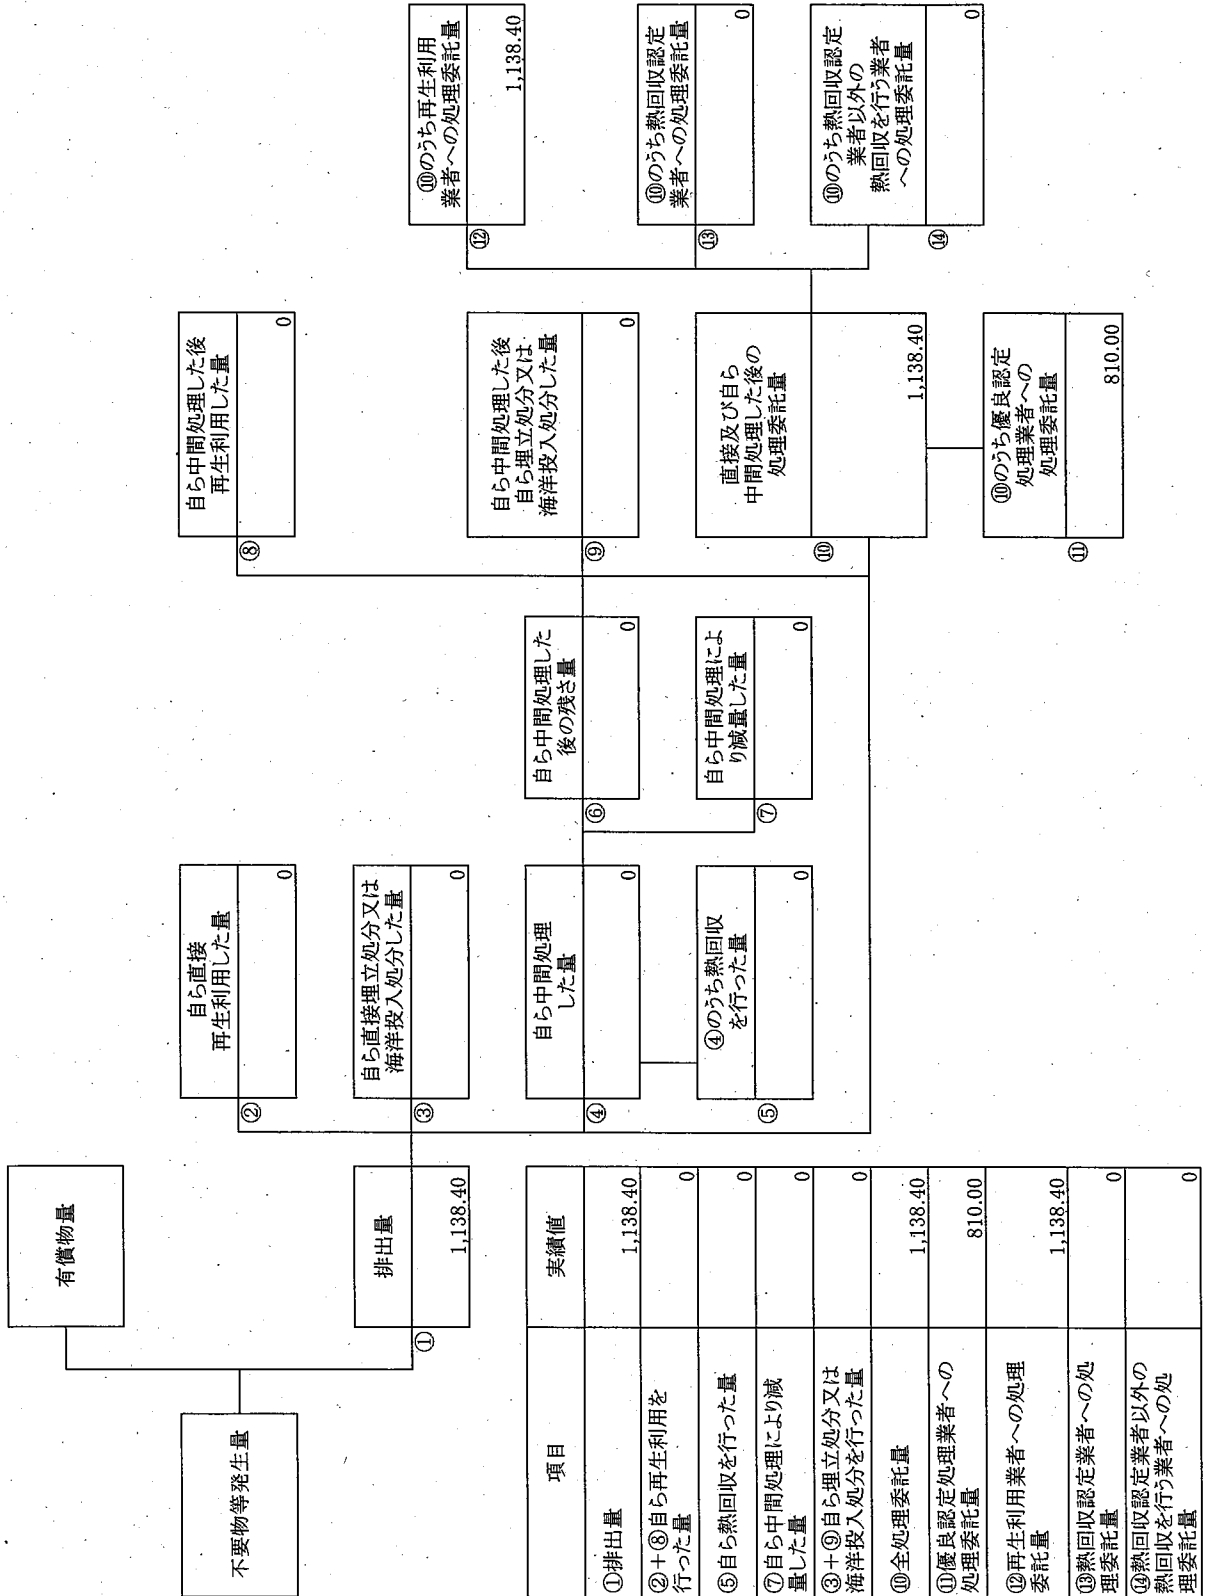 有償物量
不要物等発生量
排出量
①
1,138.40
自ら直接
再生利用した量
②
0
自ら直接埋立処分又は
海洋投入処分した量
③
0
自ら中間処理
した量
④
0
④のうち熱回収
を行った量
⑤
0
自ら中間処理した
後の残さ量
⑥
0
自ら中間処理によ
り減量した量
⑦
0
自ら中間処理した後
再生利用した量
⑧
0
自ら中間処理した後
自ら埋立処分又は
海洋投入処分した量
⑨
0
直接及び自ら
中間処理した後の
処理委託量
⑩
1,138.40
⑩のうち優良認定
処理業者への
処理委託量
⑪
810.00
⑩のうち再生利用
業者への処理委託量
⑫
1,138.40
⑩のうち熱回収認定
業者への処理委託量
⑬
0
⑩のうち熱回収認定
業者以外の
熱回収を行う業者
への処理委託量
⑭
0
項目 実績値
①排出量 1,138.40
②+⑧自ら再生利用を
行った量 0
⑤自ら熱回収を行った量 0
⑦自ら中間処理により減
量した量 0
③+⑨自ら埋立処分又は
海洋投入処分を行った量 0
⑩全処理委託量 1,138.40
⑪優良認定処理業者への
処理委託量 810.00
⑫再生利用業者への処理
委託量 1,138.40
⑬熱回収認定業者への処
理委託量 0
⑭熱回収認定業者以外の
熱回収を行う業者への処
理委託量 0